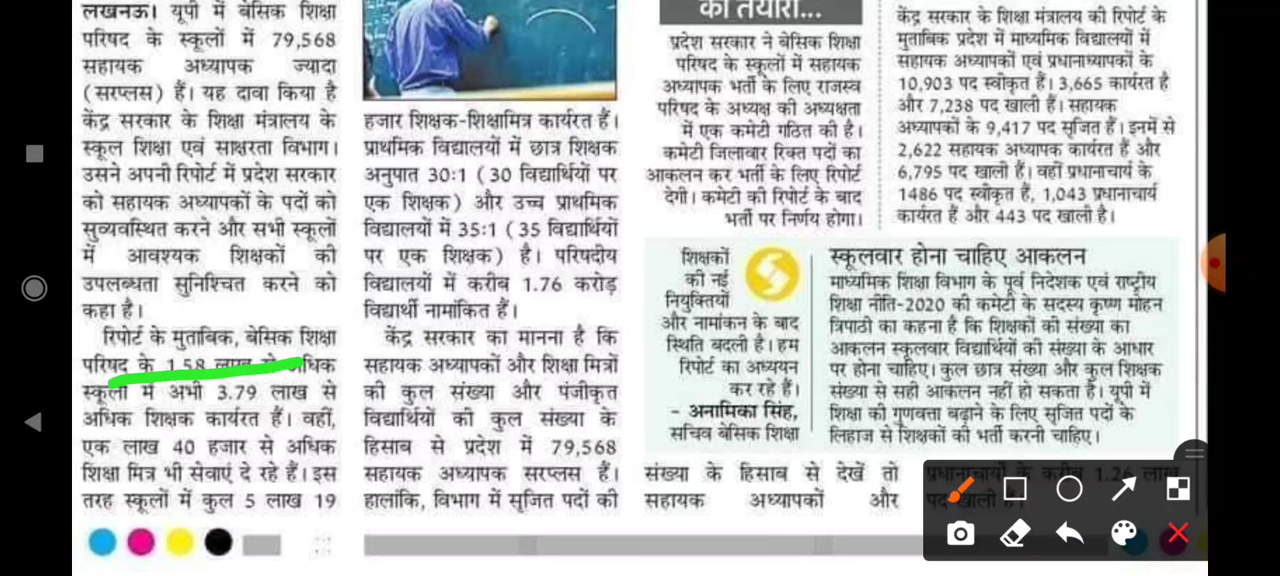 लखनऊ। यूपी में बेसिक शिक्षा
परिषद के स्कूलों में 79,568
सहायक अध्यापक ज्यादा
(सरप्लस) हैं। यह दावा किया है
केंद्र सरकार के शिक्षा मंत्रालय के
स्कूल शिक्षा एवं साक्षरता विभाग।
उसने अपनी रिपोर्ट में प्रदेश सरकार
को सहायक अध्यापकों के पदों को
सुव्यवस्थित करने और सभी स्कूलों
में आवश्यक शिक्षकों की
उपलब्धता सुनिश्चित करने को
कहा है।
रिपोर्ट के मुताबिक, बेसिक शिक्षा
परिषद के 1.58 लाख से अधिक
स्कूलों में अभी 3.79 लाख से
अधिक शिक्षक कार्यरत हैं। वहीं,
एक लाख 40 हजार से अधिक
शिक्षा मित्र भी सेवाएं दे रहे हैं। इस
तरह स्कूलों में कुल 5 लाख 19
हजार शिक्षक-शिक्षामित्र कार्यरत हैं।
प्राथमिक विद्यालयों में छात्र शिक्षक
अनुपात 30:1 (30 विद्यार्थियों पर
एक शिक्षक) और उच्च प्राथमिक
विद्यालयों में 35:1 (35 विद्यार्थियों
पर एक शिक्षक) है। परिषदीय
विद्यालयों में करीब 1.76 करोड़
विद्यार्थी नामांकित हैं।
केंद्र सरकार का मानना है कि
सहायक अध्यापकों और शिक्षा मित्रों
की कुल संख्या और पंजीकृत
विद्यार्थियों की कुल संख्या के
हिसाब से प्रदेश में 79,568
सहायक अध्यापक सरप्लस हैं।
हालांकि, विभाग में सृजित पदों की
की तैयारी...
प्रदेश सरकार ने बेसिक शिक्षा
परिषद के स्कूलों में सहायक
अध्यापक भर्ती के लिए राजस्व
परिषद के अध्यक्ष की अध्यक्षता
में एक कमेटी गठित की है।
कमेटी जिलावार रिक्त पदों का
आकलन कर भर्ती के लिए रिपोर्ट
देगी। कमेटी की रिपोर्ट के बाद
भर्ती पर निर्णय होगा।
केंद्र सरकार के शिक्षा मंत्रालय की रिपोर्ट के
मुताबिक प्रदेश में माध्यमिक विद्यालयों में
सहायक अध्यापकों एवं प्रधानाध्यापकों के
10,903 पद स्वीकृत हैं। 3,665 कार्यरत हैं
और 7,238 पद खाली हैं। सहायक
अध्यापकों के 9,417 पद सृजित हैं। इनमें से
2,622 सहायक अध्यापक कार्यरत हैं और
6,795 पद खाली हैं। वहीं प्रधानाचार्य के
1486 पद स्वीकृत हैं, 1,043 प्रधानाचार्य
कार्यरत हैं और 443 पद खाली है।
शिक्षकों
की नई
नियुक्तियों
और नामांकन के बाद
स्थिति बदली है। हम
रिपोर्ट का अध्ययन
कर रहे हैं।
- अनामिका सिंह,
सचिव बेसिक शिक्षा
स्कूलवार होना चाहिए आकलन
माध्यमिक शिक्षा विभाग के पूर्व निदेशक एवं राष्ट्रीय
शिक्षा नीति-2020 की कमेटी के सदस्य कृष्ण मोहन
त्रिपाठी का कहना है कि शिक्षकों की संख्या का
आकलन स्कूलवार विद्यार्थियों की संख्या के आधार
पर होना चाहिए। कुल छात्र संख्या और कुल शिक्षक
संख्या से सही आकलन नहीं हो सकता है। यूपी में
शिक्षा की गुणवत्ता बढ़ाने के लिए सृजित पदों के
लिहाज से शिक्षकों की भर्ती करनी चाहिए।
संख्या के हिसाब से देखें तो
सहायक अध्यापकों और
प्रधानाचार्यों के करीब 1.26 लाख
पद खाली हैं।